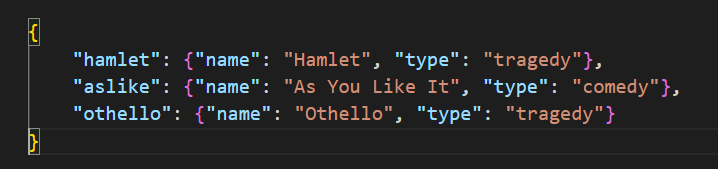 {
    "hamlet": {"name": "Hamlet", "type": "tragedy"},
    "aslike": {"name": "As You Like It", "type": "comedy"},
    "othello": {"name": "Othello", "type": "tragedy"}
}